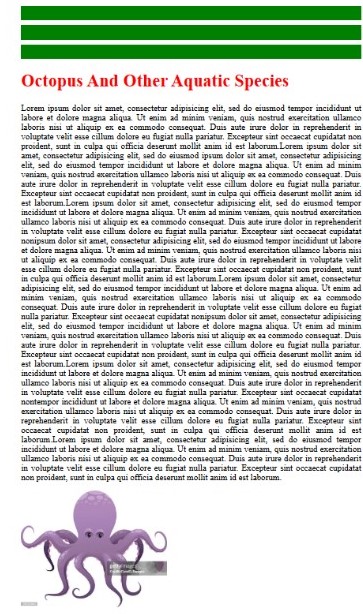 Octopus And Other Aquatic Species
Lorem ipsum dolor sit amet, consectetur adipisicing elit, sed do eiusmod tempor incididunt ut
labore et dolore magna aliqua. Ut enim ad minim veniam, quis nostrud exercitation ullamco
laboris nisi ut aliquip ex ea commodo consequat. Duis aute irure dolor in reprehenderit in
voluptate velit esse cillum dolore eu fugiat nulla pariatur. Excepteur sint occaecat cupidatat non
proident, sunt in culpa qui officia deserunt mollit anim id est laborum.Lorem ipsum dolor sit
amet, consectetur adipisicing elit, sed do eiusmod tempor incididunt ut labore et dolore magna
elit, sed do eiusmod tempor incididunt ut labore et dolore magna aliqua. Ut enim ad minim
veniam, quis nostrud exercitation ullamco laboris nisi ut aliquip ex ea commodo consequat. Duis
aute irure dolor in reprehenderit in voluptate velit esse cillum dolore eu fugiat nulla pariatur.
Excepteur sint occaecat cupidatat non proident, sunt in culpa qui officia deserunt mollit anim id
est laborum.Lorem ipsum dolor sit amet, consectetur adipisicing elit, sed do eiusmod tempor
incididunt ut labore et dolore magna aliqua. Ut enim ad minim veniam, quis nostrud exercitation
ullamco laboris nisi ut aliquip ex ea commodo consequat. Duis aute irure dolor in reprehenderit
in voluptate velit esse cillum dolore eu fugiat nulla pariatur. Excepteur sint occaecat cupidatat
nonipsum dolor sit amet, consectetur adipisicing elit, sed do eiusmod tempor incididunt ut labore
et dolore magna aliqua. Ut enim ad minim veniam, quis nostrud exercitation ullamco laboris nisi
ut aliquip ex ea commodo consequat. Duis aute irure dolor in reprehenderit in voluptate velit
esse cillum dolore eu fugiat nulla pariatur. Excepteur sint occaecat cupidatat non proident, sunt
in culpa qui officia deserunt mollit anim id est laborum.Lorem ipsum dolor sit amet, consectetur
adipisicing elit, sed do eiusmod tempor incididunt ut labore et dolore magna aliqua. Ut enim ad
minim veniam, quis nostrud exercitation ullamco laboris nisi ut aliquip ex ea commodo
consequat. Duis aute irure dolor in reprehenderit in voluptate velit esse cillum dolore eu fugiat
nulla pariatur. Excepteur sint occaecat cupidatat nonipsum dolor sit amet, consectetur adipisicing
elit, sed do eiusmod tempor incididunt ut labore et dolore magna aliqua. Ut enim ad minim
veniam, quis nostrud exercitation ullamco laboris nisi ut aliquip ex ea commodo consequat. Duis
aute irure dolor in reprehenderit in voluptate velit esse cillum dolore eu fugiat nulla pariatur.
Excepteur sint occaecat cupidatat non proident, sunt in culpa qui officia deserunt mollit anim id
est laborum.Lorem ipsum dolor sit amet, consectetur adipisicing elit, sed do eiusmod tempor
incididunt ut labore et dolore magna aliqua. Ut enim ad minim veniam, quis nostrud exercitation
ullamco laboris nisi ut aliquip ex ea commodo consequat. Duis aute irure dolor in reprehenderit
in voluptate velit esse cillum dolore eu fugiat nulla pariatur. Excepteur sint occaecat cupidatat
nontempor incididunt ut labore et dolore magna aliqua. Ut enim ad minim veniam, quis nostrud
exercitation ullamco laboris nisi ut aliquip ex ea commodo consequat. Duis aute irure dolor in
reprehenderit in voluptate velit esse cillum dolore eu fugiat nulla pariatur. Excepteur sint
occaecat cupidatat non proident, sunt in culpa qui officia deserunt mollit anim id est
laborum.Lorem ipsum dolor sit amet, consectetur adipisicing elit, sed do eiusmod tempor
incididunt ut labore et dolore magna aliqua. Ut enim ad minim veniam, quis nostrud exercitation
ullamco laboris nisi ut aliquip ex ea commodo consequat. Duis aute irure dolor in reprehenderit
in voluptate velit esse cillum dolore eu fugiat nulla pariatur. Excepteur sint occaecat cupidatat
non proident, sunt in culpa qui officia deserunt mollit anim id est laborum.